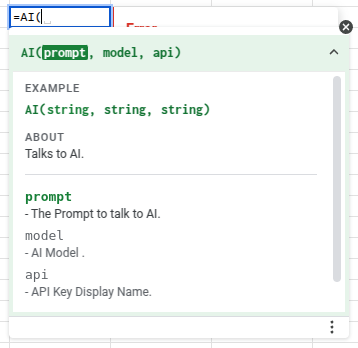 =AI(
Error
AI(prompt, model, api)
EXAMPLE
AI(string, string, string)
ABOUT
Talks to AI.
prompt
- The Prompt to talk to AI.
model
- AI Model .
api
- API Key Display Name.